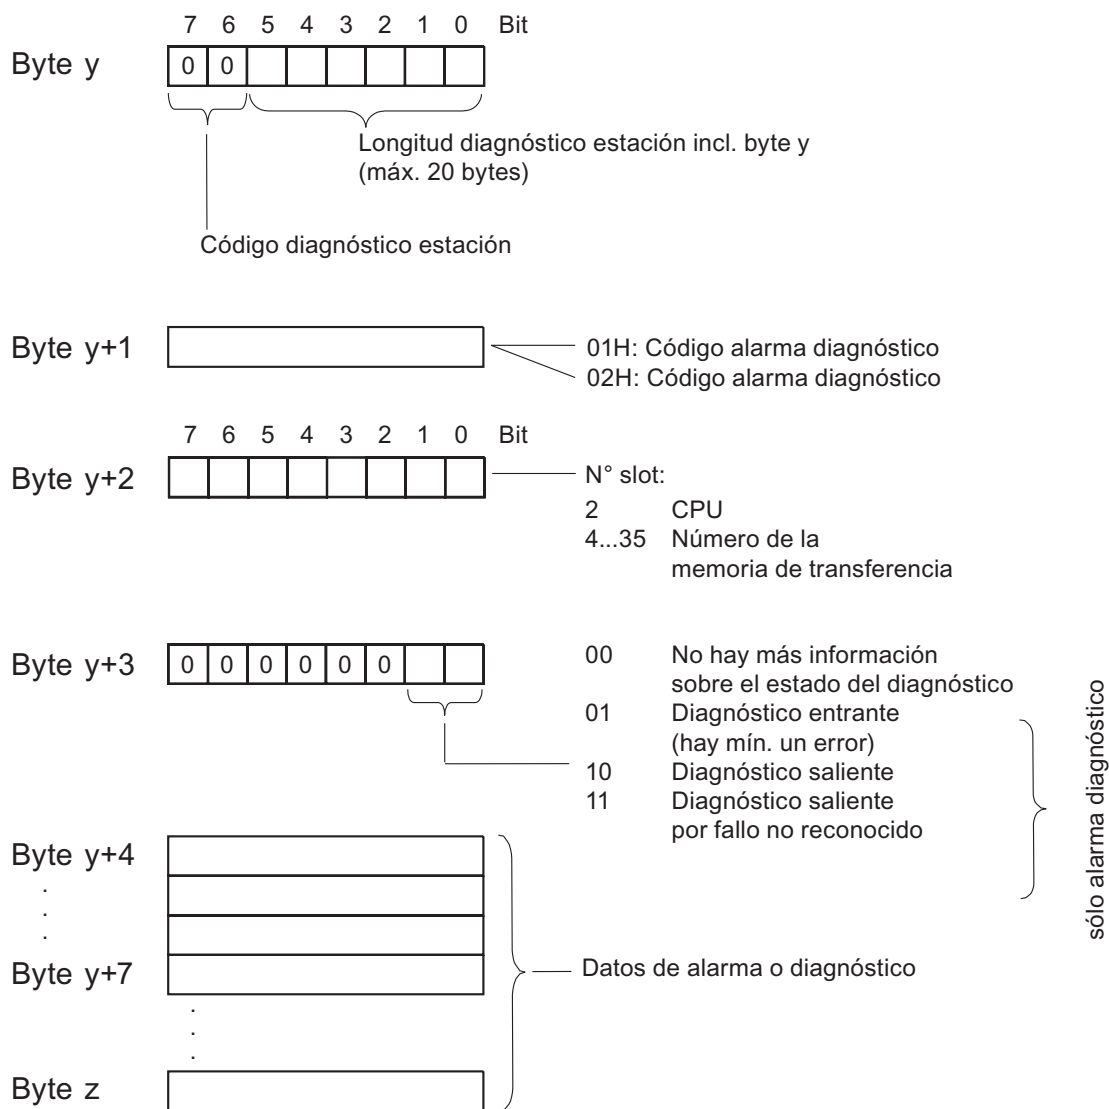 7 6 5 4 3 2 1 0 Bit
Byte y
0 0
Longitud diagnóstico estación incl. byte y
(máx. 20 bytes)
Código diagnóstico estación
Byte y+1
01H: Código alarma diagnóstico
02H: Código alarma diagnóstico
7 6 5 4 3 2 1 0 Bit
Byte y+2
N° slot:
2 CPU
4...35 Número de la
memoria de transferencia
Byte y+3
0 0 0 0 0 0
00 No hay más información
sobre el estado del diagnóstico
01 Diagnóstico entrante
(hay mín. un error)
10 Diagnóstico saliente
11 Diagnóstico saliente
por fallo no reconocido
sólo alarma diagnóstico
Byte y+4
.
.
.
Byte y+7
Datos de alarma o diagnóstico
.
.
.
Byte z